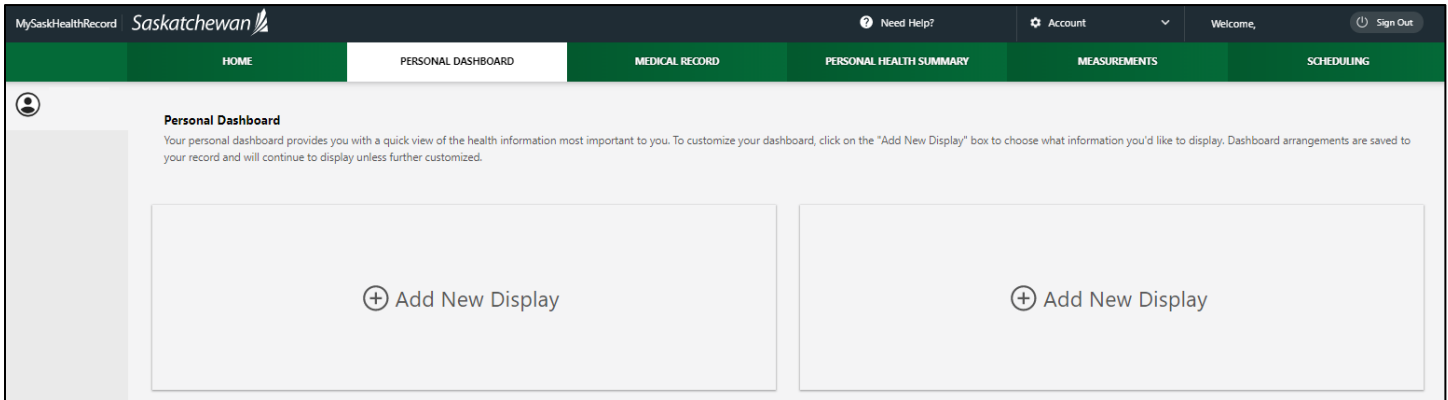 MySaskHealthRecord Saskatchewan Need Help? Account Welcome, Sign Out
HOME PERSONAL DASHBOARD MEDICAL RECORD PERSONAL HEALTH SUMMARY MEASUREMENTS SCHEDULING
Personal Dashboard
Your personal dashboard provides you with a quick view of the health information most important to you. To customize your dashboard, click on the "Add New Display" box to choose what information you'd like to display. Dashboard arrangements are saved to
your record and will continue to display unless further customized.
Add New Display Add New Display